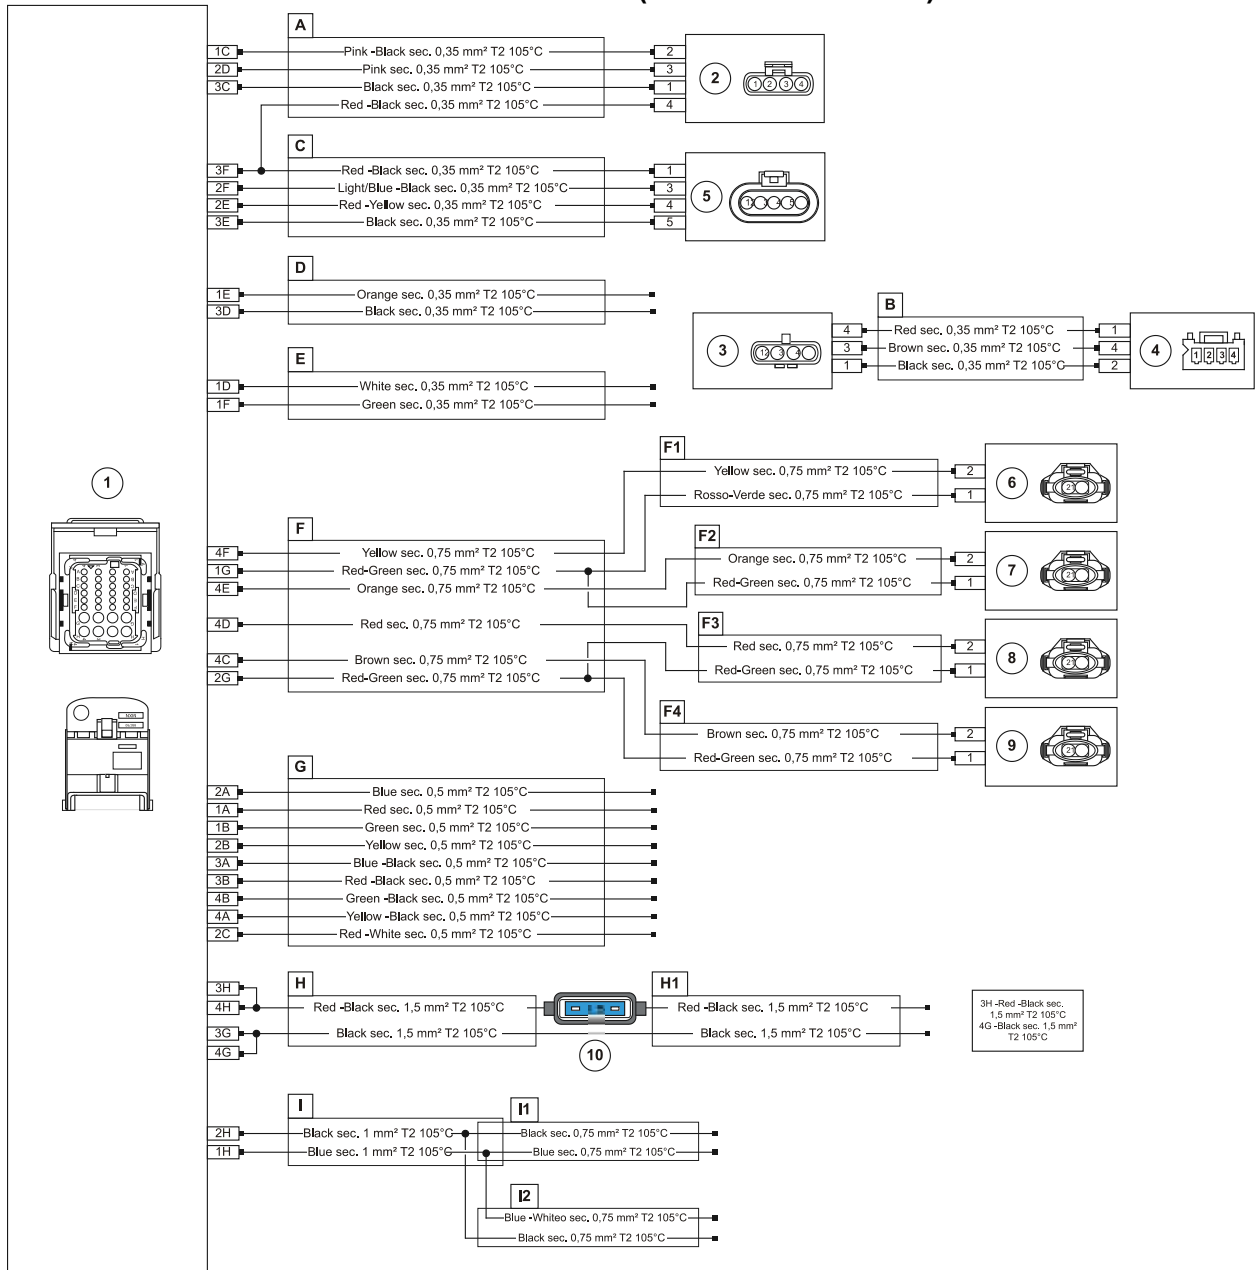 A
1C Pink -Black sec. 0,35 mm² T2 105°C 2
2D Pink sec. 0,35 mm² T2 105°C 3
3C Black sec. 0,35 mm² T2 105°C 1
Red -Black sec. 0,35 mm² T2 105°C 4
2
1 2 3 4
C
3F Red -Black sec. 0,35 mm² T2 105°C 1
2F Light/Blue -Black sec. 0,35 mm² T2 105°C 3
2E Red -Yellow sec. 0,35 mm² T2 105°C 4
3E Black sec. 0,35 mm² T2 105°C 5
5
D
1E Orange sec. 0,35 mm² T2 105°C
3D Black sec. 0,35 mm² T2 105°C
B
3
4 Red sec. 0,35 mm² T2 105°C 1
3 Brown sec. 0,35 mm² T2 105°C 4
1 Black sec. 0,35 mm² T2 105°C 2
4
1 2 3 4
E
1D White sec. 0,35 mm² T2 105°C
1F Green sec. 0,35 mm² T2 105°C
1
F1
Yellow sec. 0,75 mm² T2 105°C 2
Rosso-Verde sec. 0,75 mm² T2 105°C 1
6
21
F
4F Yellow sec. 0,75 mm² T2 105°C
1G Red-Green sec. 0,75 mm² T2 105°C
4E Orange sec. 0,75 mm² T2 105°C
4D Red sec. 0,75 mm² T2 105°C
4C Brown sec. 0,75 mm² T2 105°C
2G Red-Green sec. 0,75 mm² T2 105°C
F2
Orange sec. 0,75 mm² T2 105°C 2
Red-Green sec. 0,75 mm² T2 105°C 1
7
21
F3
Red sec. 0,75 mm² T2 105°C 2
Red-Green sec. 0,75 mm² T2 105°C 1
8
21
F4
Brown sec. 0,75 mm² T2 105°C 2
Red-Green sec. 0,75 mm² T2 105°C 1
9
21
G
2A Blue sec. 0,5 mm² T2 105°C
1A Red sec. 0,5 mm² T2 105°C
1B Green sec. 0,5 mm² T2 105°C
2B Yellow sec. 0,5 mm² T2 105°C
3A Blue -Black sec. 0,5 mm² T2 105°C
3B Red -Black sec. 0,5 mm² T2 105°C
4B Green -Black sec. 0,5 mm² T2 105°C
4A Yellow -Black sec. 0,5 mm² T2 105°C
2C Red -White sec. 0,5 mm² T2 105°C
H
H1
3H
4H Red -Black sec. 1,5 mm² T2 105°C Red -Black sec. 1,5 mm² T2 105°C
3G Black sec. 1,5 mm² T2 105°C Black sec. 1,5 mm² T2 105°C
4G
10
3H -Red -Black sec.
1,5 mm² T2 105°C
4G -Black sec. 1,5 mm²
T2 105°C
I
I1
2H Black sec. 1 mm² T2 105°C Black sec. 0,75 mm² T2 105°C
1H Blue sec. 1 mm² T2 105°C Blue sec. 0,75 mm² T2 105°C
I2
Blue -Whiteo sec. 0,75 mm² T2 105°C
Black sec. 0,75 mm² T2 105°C